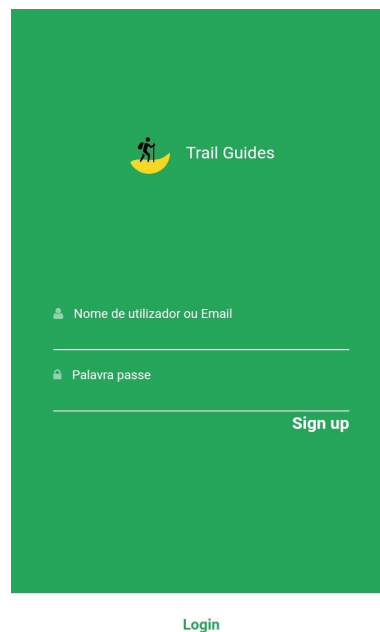 Trail Guides
Nome de utilizador ou Email
Palavra passe
Sign up
Login